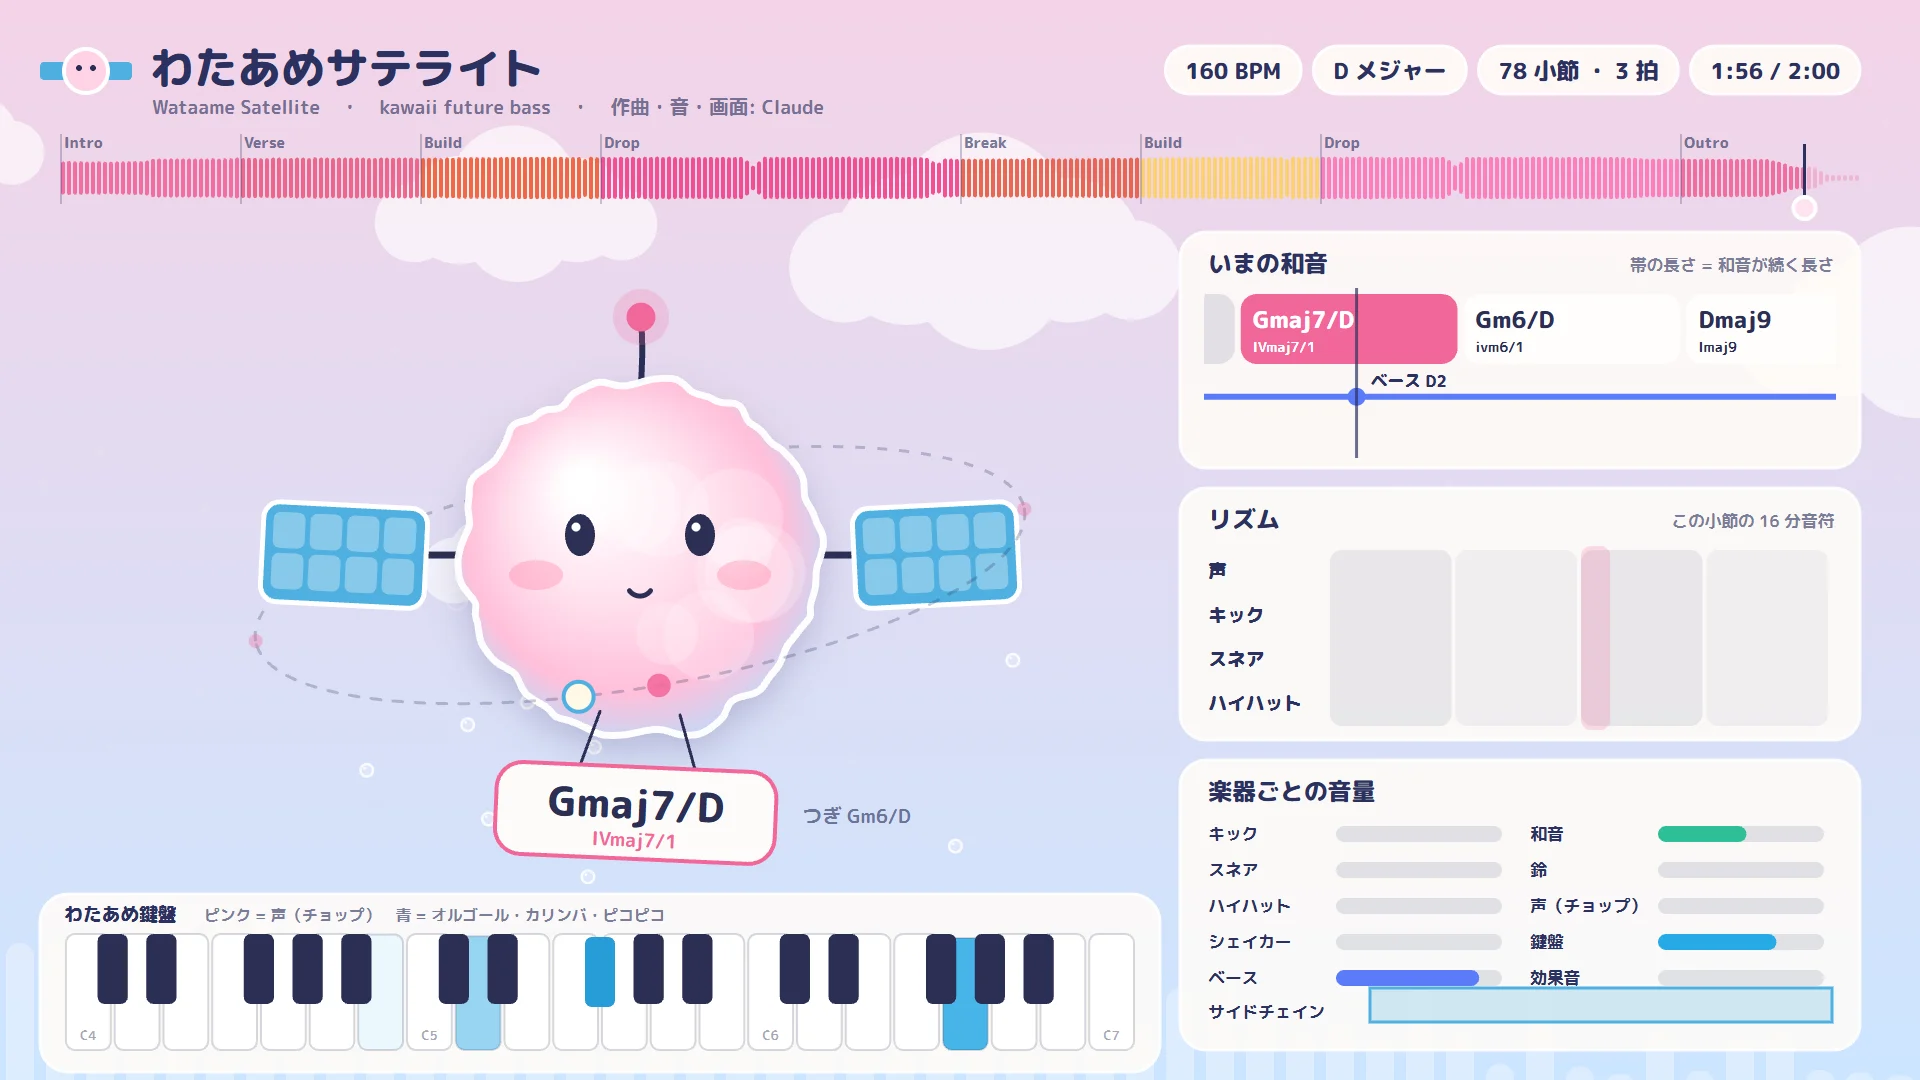 わたあめサテライト
Wataame Satellite ・ kawaii future bass ・ 作曲・音・画面: Claude
160 BPM
D メジャー
78 小節 ・ 3 拍
1:56 / 2:00
Intro Verse Build Drop Break Build Drop Outro
いまの和音
帯の長さ = 和音が続く長さ
Gmaj7/D Gm6/D Dmaj9
IVmaj7/1 ivm6/1 Imaj9
ベース D2
リズム
この小節の 16 分音符
声
キック
スネア
ハイハット
Gmaj7/D
IVmaj7/1
つぎ Gm6/D
楽器ごとの音量
キック 和音
スネア 鈴
ハイハット 声（チョップ）
シェイカー 鍵盤
ベース 効果音
サイドチェイン
わたあめ鍵盤 ピンク = 声（チョップ） 青 = オルゴール・カリンバ・ピコピコ
C4 C5 C6 C7